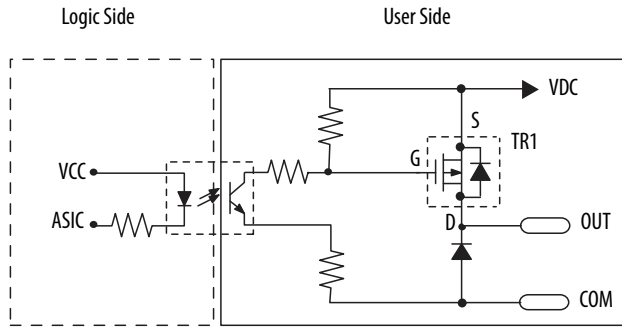 Logic Side
User Side
VDC
S
TR1
G
VCC
ASIC
D
OUT
COM